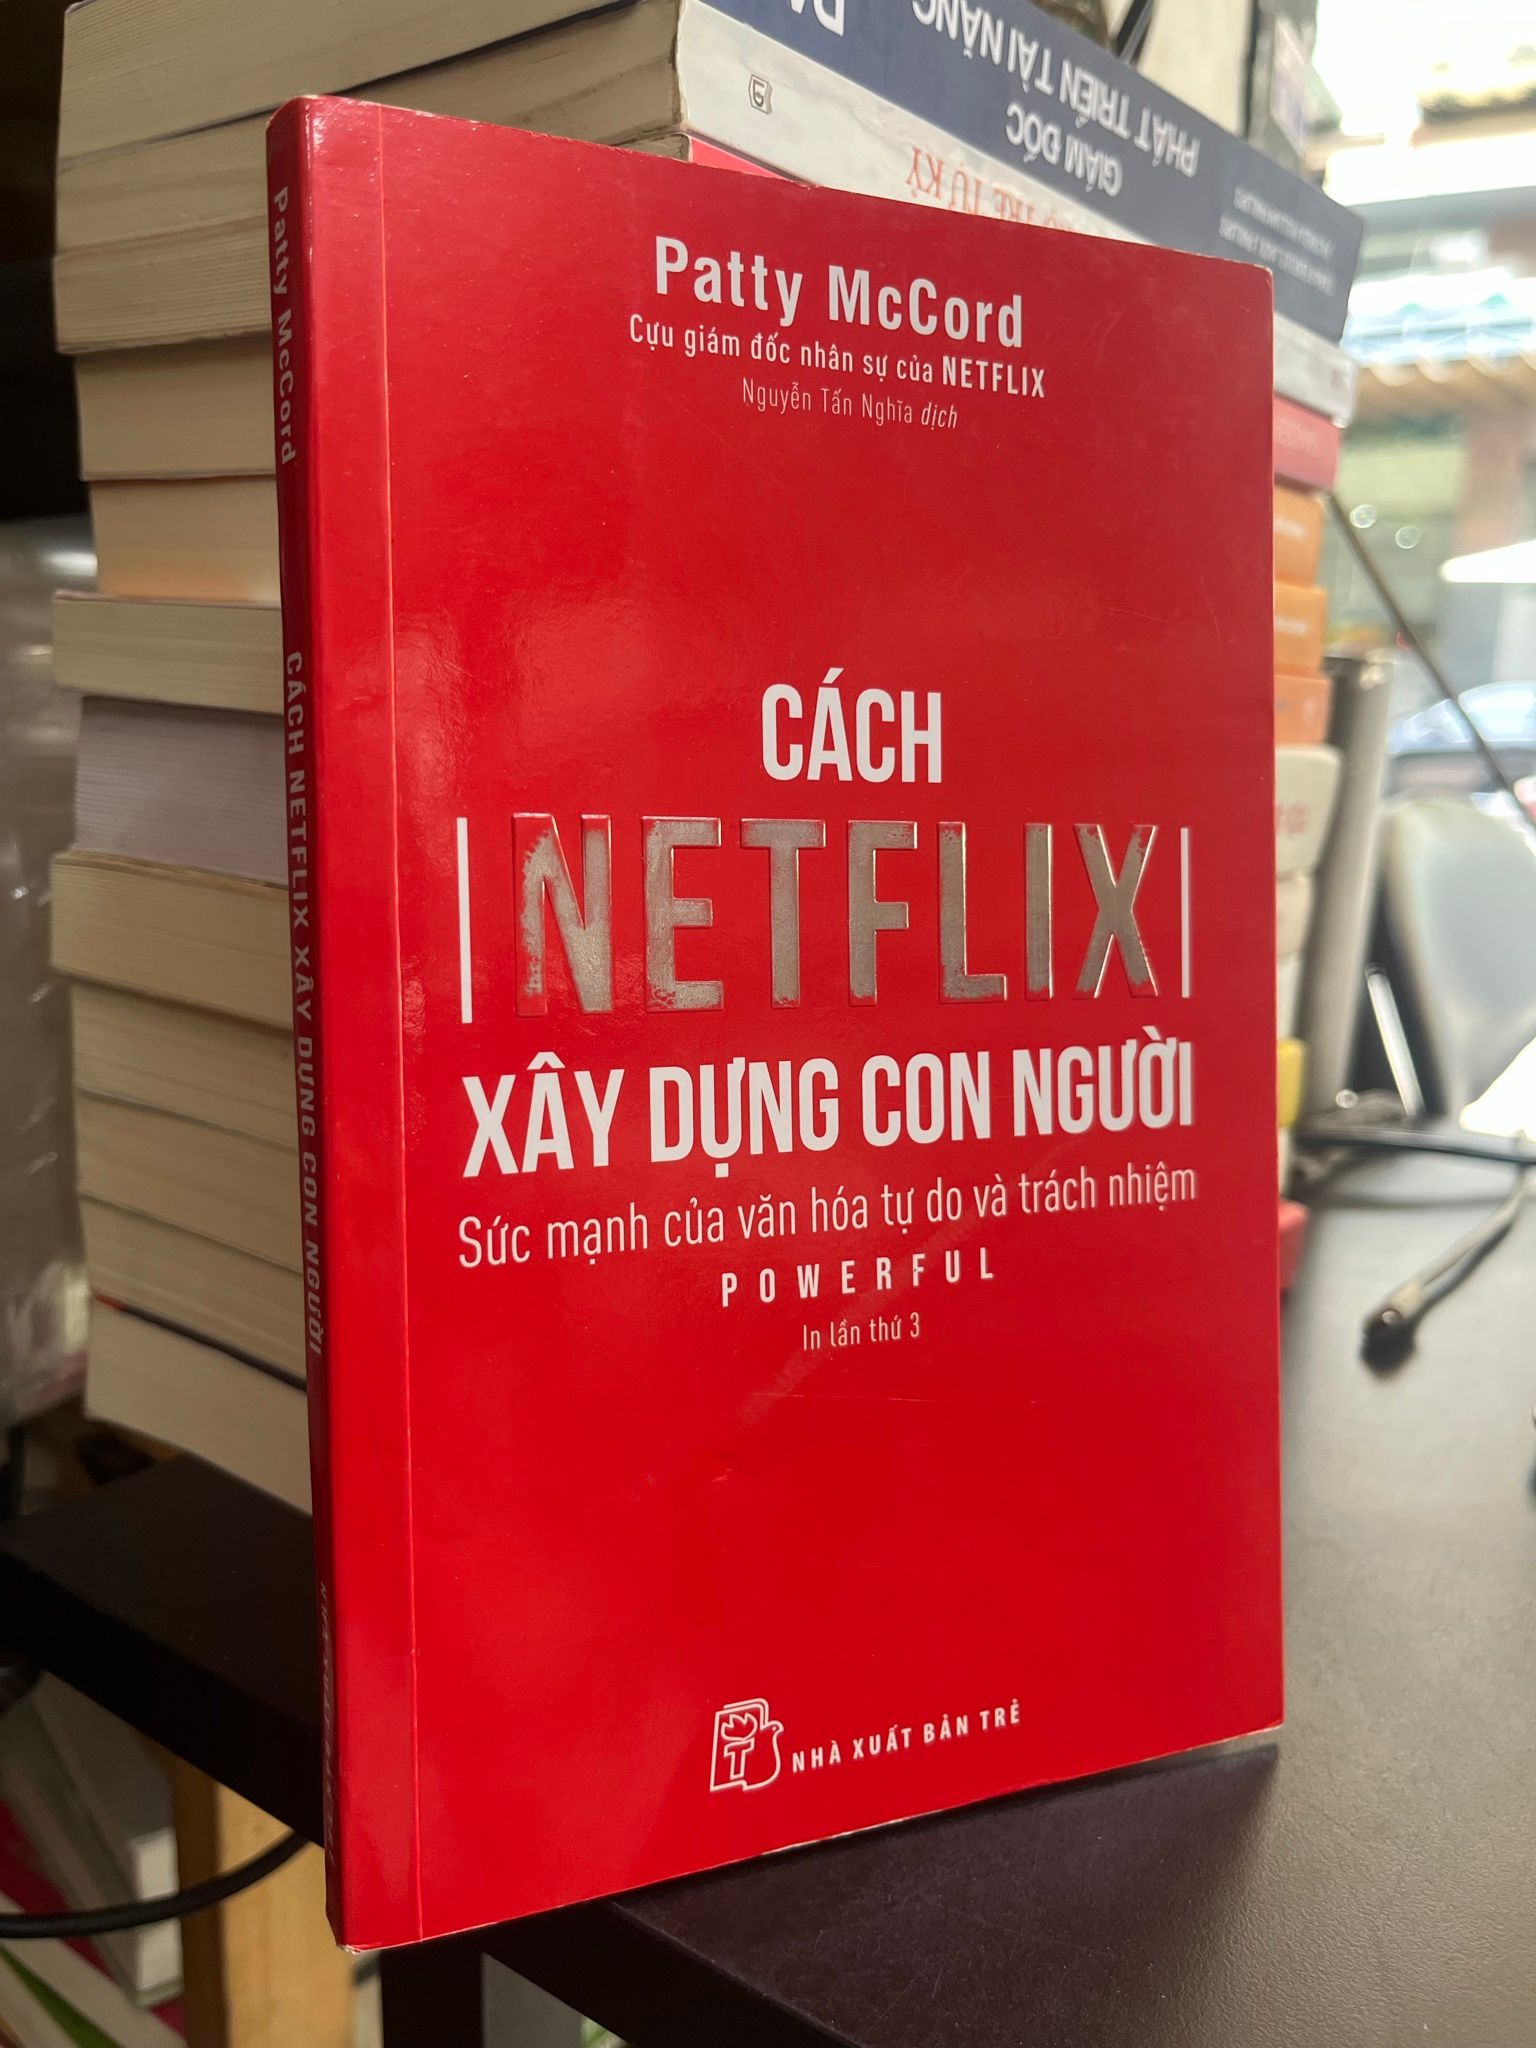 Patty McCord
Cựu giám đốc nhân sự của NETFLIX
Nguyễn Tấn Nghĩa dịch
CÁCH
NETFLIX
XÂY DỰNG CON NGƯỜI
Sức mạnh của văn hóa tự do và trách nhiệm
POWERFUL
In lần thứ 3
NHÀ XUẤT BẢN TRẺ
Patty McCord CÁCH NETFLIX XÂY DỰNG CON NGƯỜI
GIÁM ĐỐC
PHÁT TRIỂN TÀI NĂNG
TỰ KỶ